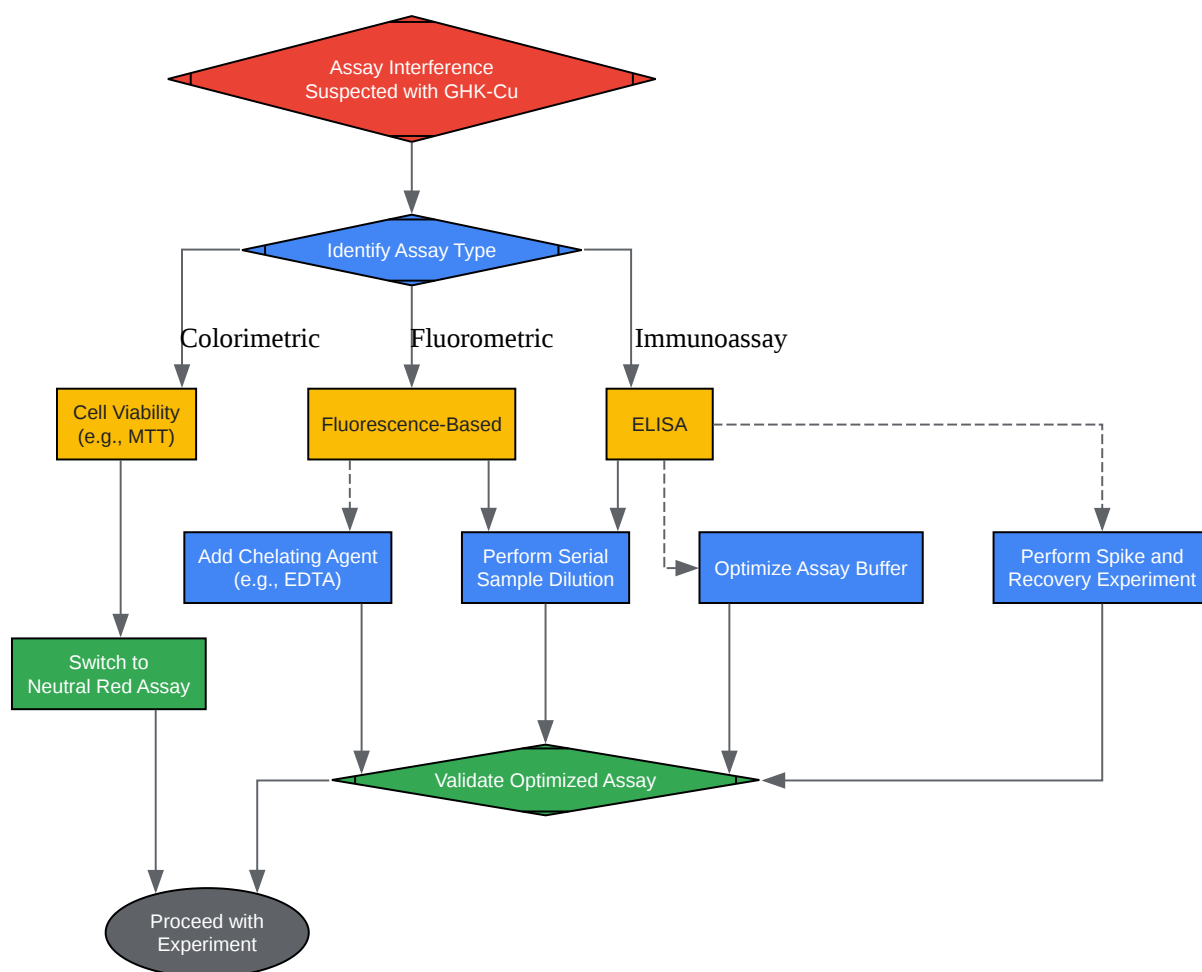 Assay Interference
Suspected with GHK-Cu
Identify Assay Type
Colorimetric
Fluorometric
Immunoassay
Cell Viability
(e.g., MTT)
Fluorescence-Based
ELISA
Add Chelating Agent
(e.g., EDTA)
Perform Serial
Sample Dilution
Optimize Assay Buffer
Perform Spike and
Recovery Experiment
Switch to
Neutral Red Assay
Validate Optimized Assay
Proceed with
Experiment